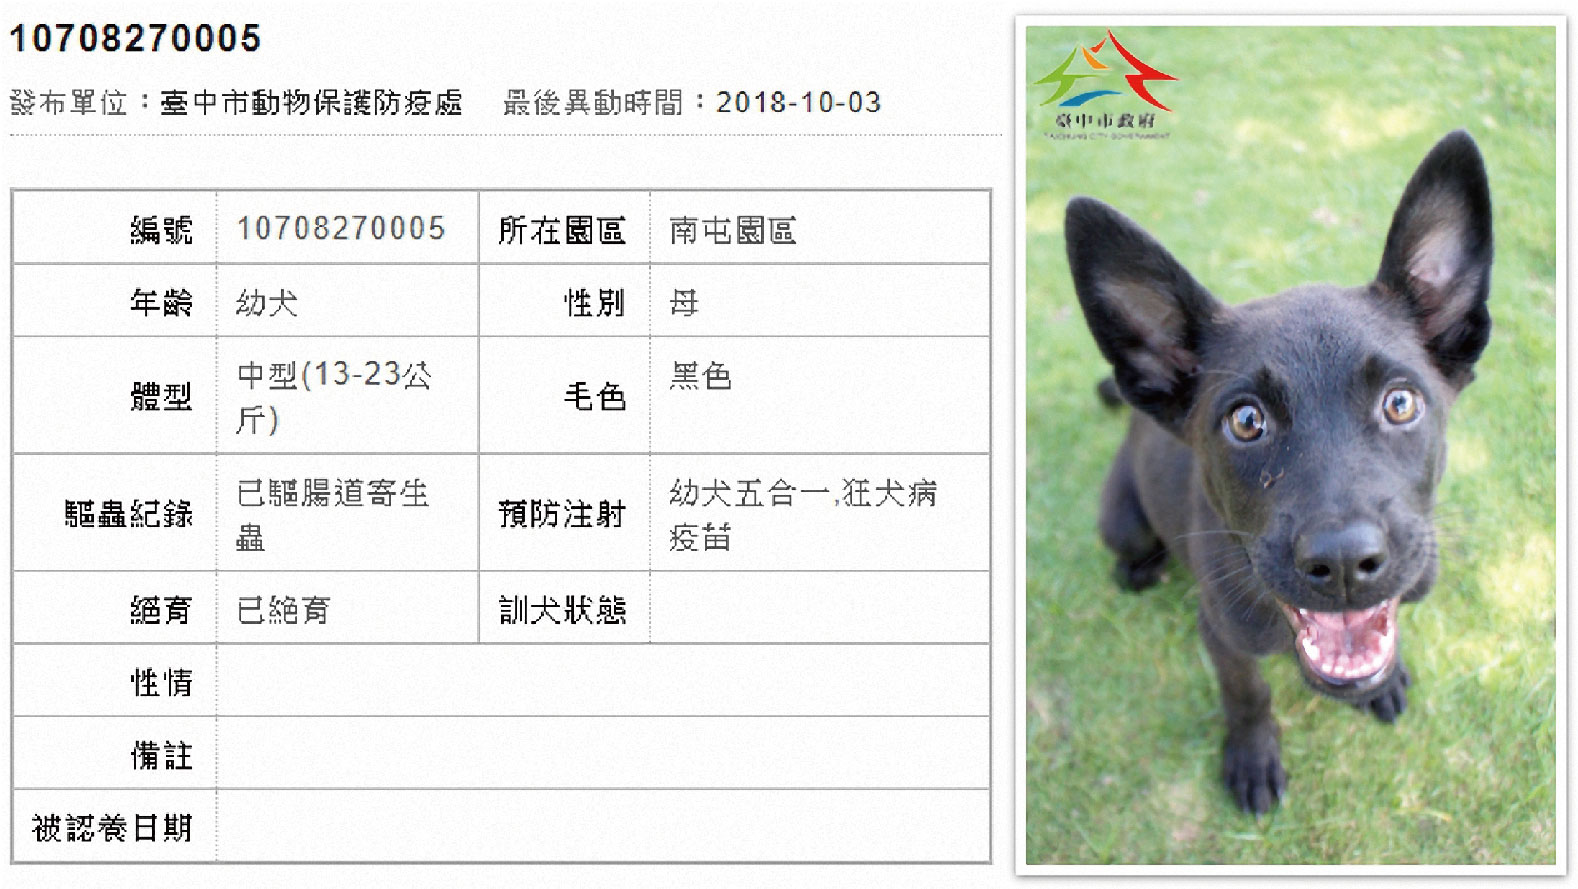 10708270005
發布單位：臺中市動物保護防疫處 最後異動時間：2018-10-03
編號 10708270005 所在園區 南屯園區
年齡 幼犬 性別 母
體型 中型(13-23公
斤) 毛色 黑色
驅蟲紀錄 已驅腸道寄生
蟲 預防注射 幼犬五合一,狂犬病
疫苗
絕育 已絕育 訓犬狀態
性情
備註
被認養日期
臺中市政府
TAICHUNG CITY GOVERNMENT